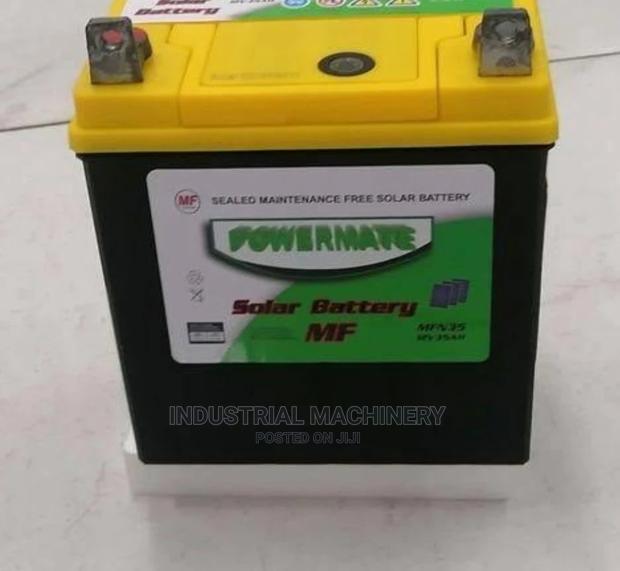 Solar
Battery
MF
SEALED MAINTENANCE FREE SOLAR BATTERY
POWERMATE
Solar Battery
MF
MFN35
12V35AH
INDUSTRIAL MACHINERY
POSTED ON JIJI